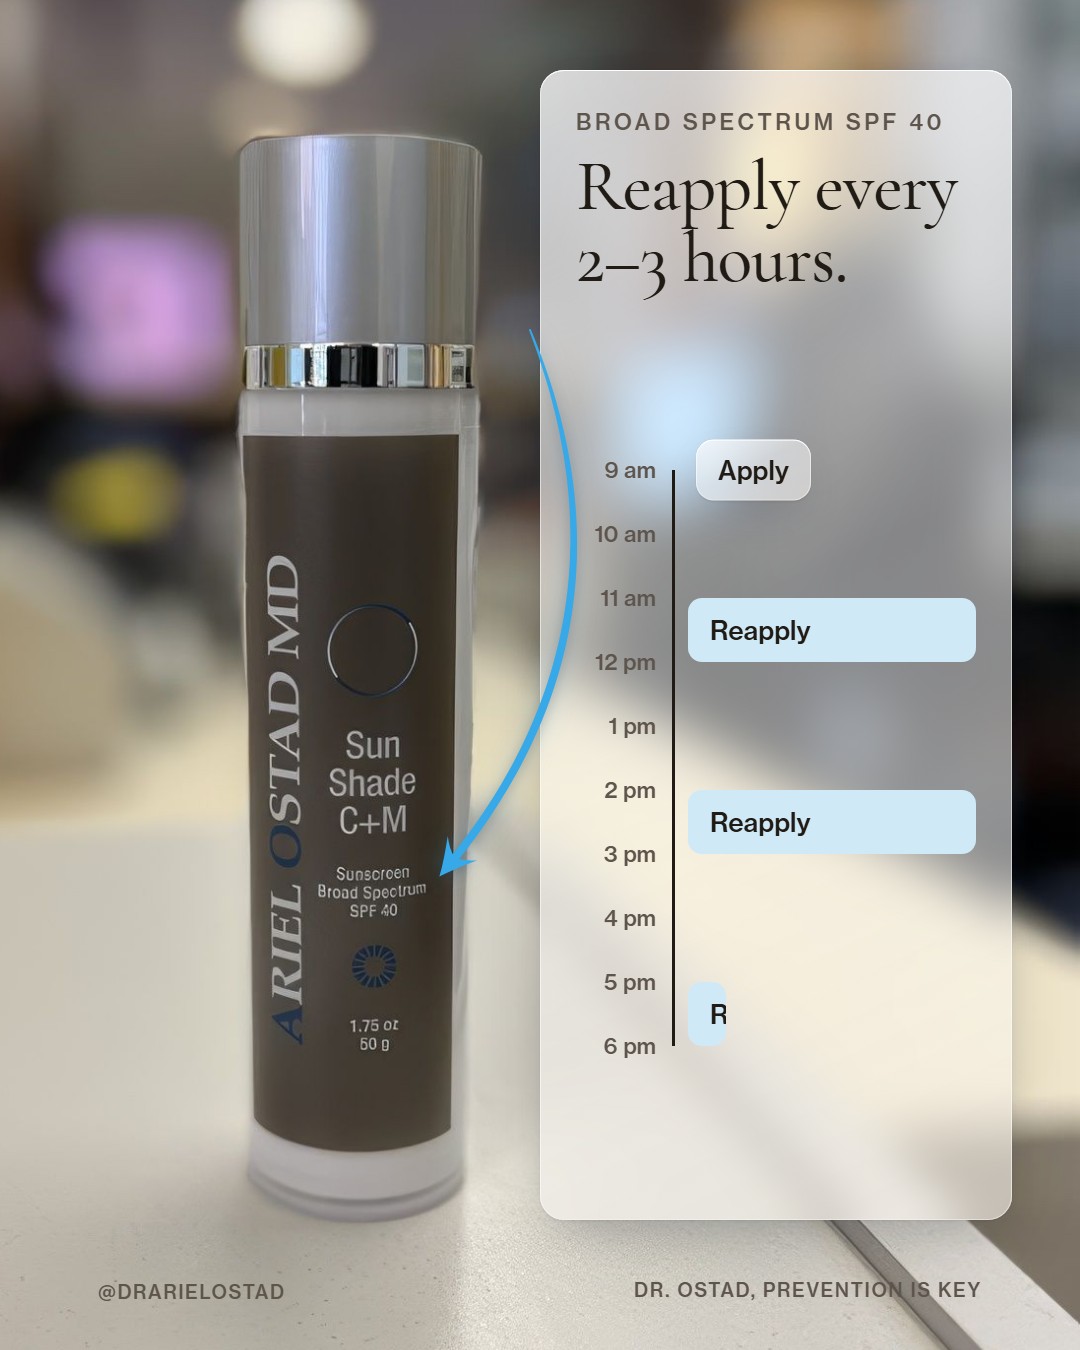 BROAD SPECTRUM SPF 40
Reapply every
2–3 hours.
9 am
Apply
10 am
11 am
Reapply
12 pm
1 pm
2 pm
Reapply
3 pm
4 pm
5 pm
R
6 pm
ARIEL OSTAD MD
Sun
Shade
C+M
Sunscreen
Broad Spectrum
SPF 40
1.75 oz
50 g
@DRARIELOSTAD
DR. OSTAD, PREVENTION IS KEY